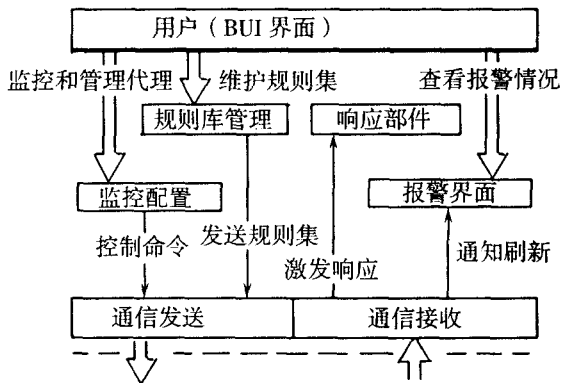 用户（BUI 界面）
监控和管理代理
维护规则集
查看报警情况
规则库管理
响应部件
监控配置
报警界面
控制命令
发送规则集
激发响应
通知刷新
通信发送
通信接收